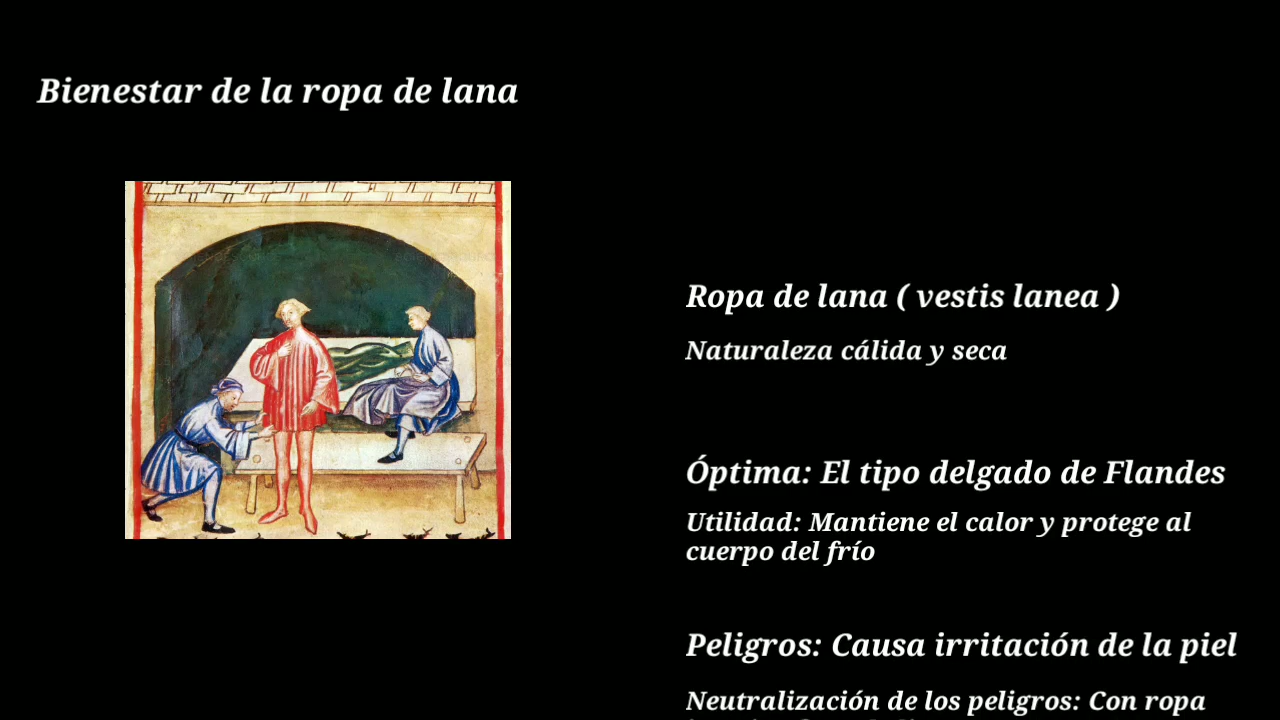 Bienestar de la ropa de lana
Ropa de lana ( vestis lanea )
Naturaleza cálida y seca
Óptima: El tipo delgado de Flandes
Utilidad: Mantiene el calor y protege al
cuerpo del frío
Peligros: Causa irritación de la piel
Neutralización de los peligros: Con ropa